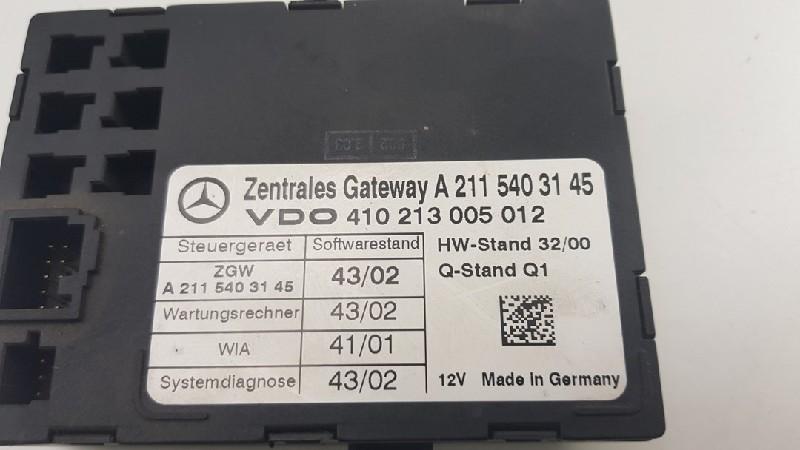 Zentrales Gateway A 211 540 31 45
VDO 410 213 005 012
Steuergeraet Softwarestand
ZGW
A 211 540 31 45 43/02
Wartungsrechner 43/02
WIA 41/01
Systemdiagnose 43/02
HW-Stand 32/00
Q-Stand Q1
12V Made in Germany